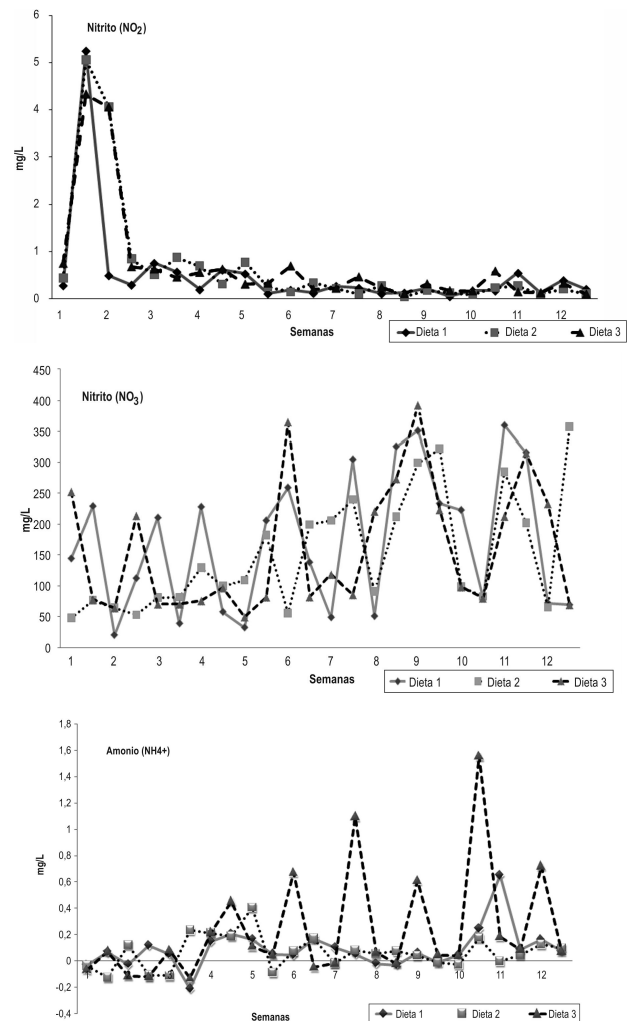 Nitrito (NO2)
6
5
4
3
2
1
0
mg/L
1 2 3 4 5 6 7 8 9 10 11 12
Semanas
Dieta 1 Dieta 2 Dieta 3
Nitrito (NO3)
450
400
350
300
250
200
150
100
50
0
mg/L
1 2 3 4 5 6 7 8 9 10 11 12
Semanas
Dieta 1 Dieta 2 Dieta 3
Amonio (NH4+)
1,8
1,6
1,4
1,2
1
0,8
0,6
0,4
0,2
0
-0,2
-0,4
mg/L
1 2 3 4 5 6 7 8 9 10 11 12
Semanas
Dieta 1 Dieta 2 Dieta 3